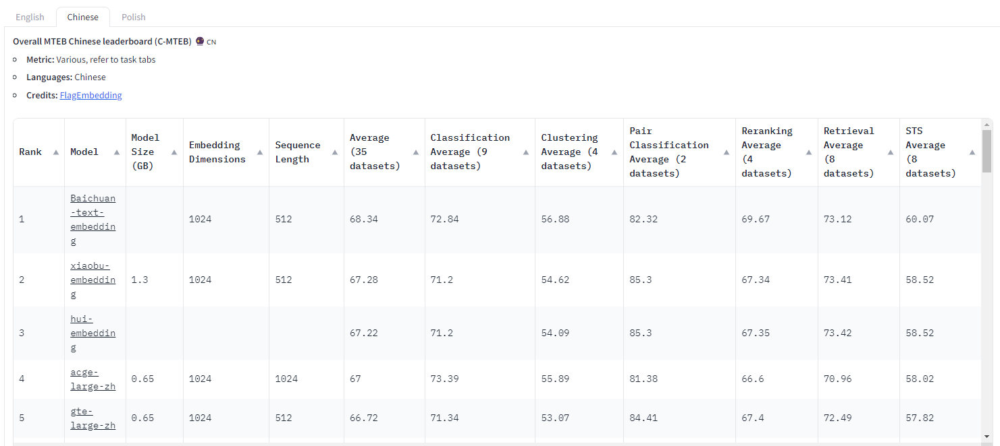 English Chinese Polish
Overall MTEB Chinese leaderboard (C-MTEB) 🔮 CN
Metric: Various, refer to task tabs
Languages: Chinese
Credits: FlagEmbedding
Rank Model Model Size (GB) Embedding Dimensions Sequence Length Average (35 datasets) Classification Average (9 datasets) Clustering Average (4 datasets) Pair Classification Average (2 datasets) Reranking Average (4 datasets) Retrieval Average (8 datasets) STS Average (8 datasets)
1 Baichuan-text-embedding 1024 512 68.34 72.84 56.88 82.32 69.67 73.12 60.07
2 xiaobu-embedding 1.3 1024 512 67.28 71.2 54.62 85.3 67.34 73.41 58.52
3 hui-embedding 67.22 71.2 54.09 85.3 67.35 73.42 58.52
4 acge-large-zh 0.65 1024 1024 67 73.39 55.89 81.38 66.6 70.96 58.02
5 gte-large-zh 0.65 1024 512 66.72 71.34 53.07 84.41 67.4 72.49 57.82